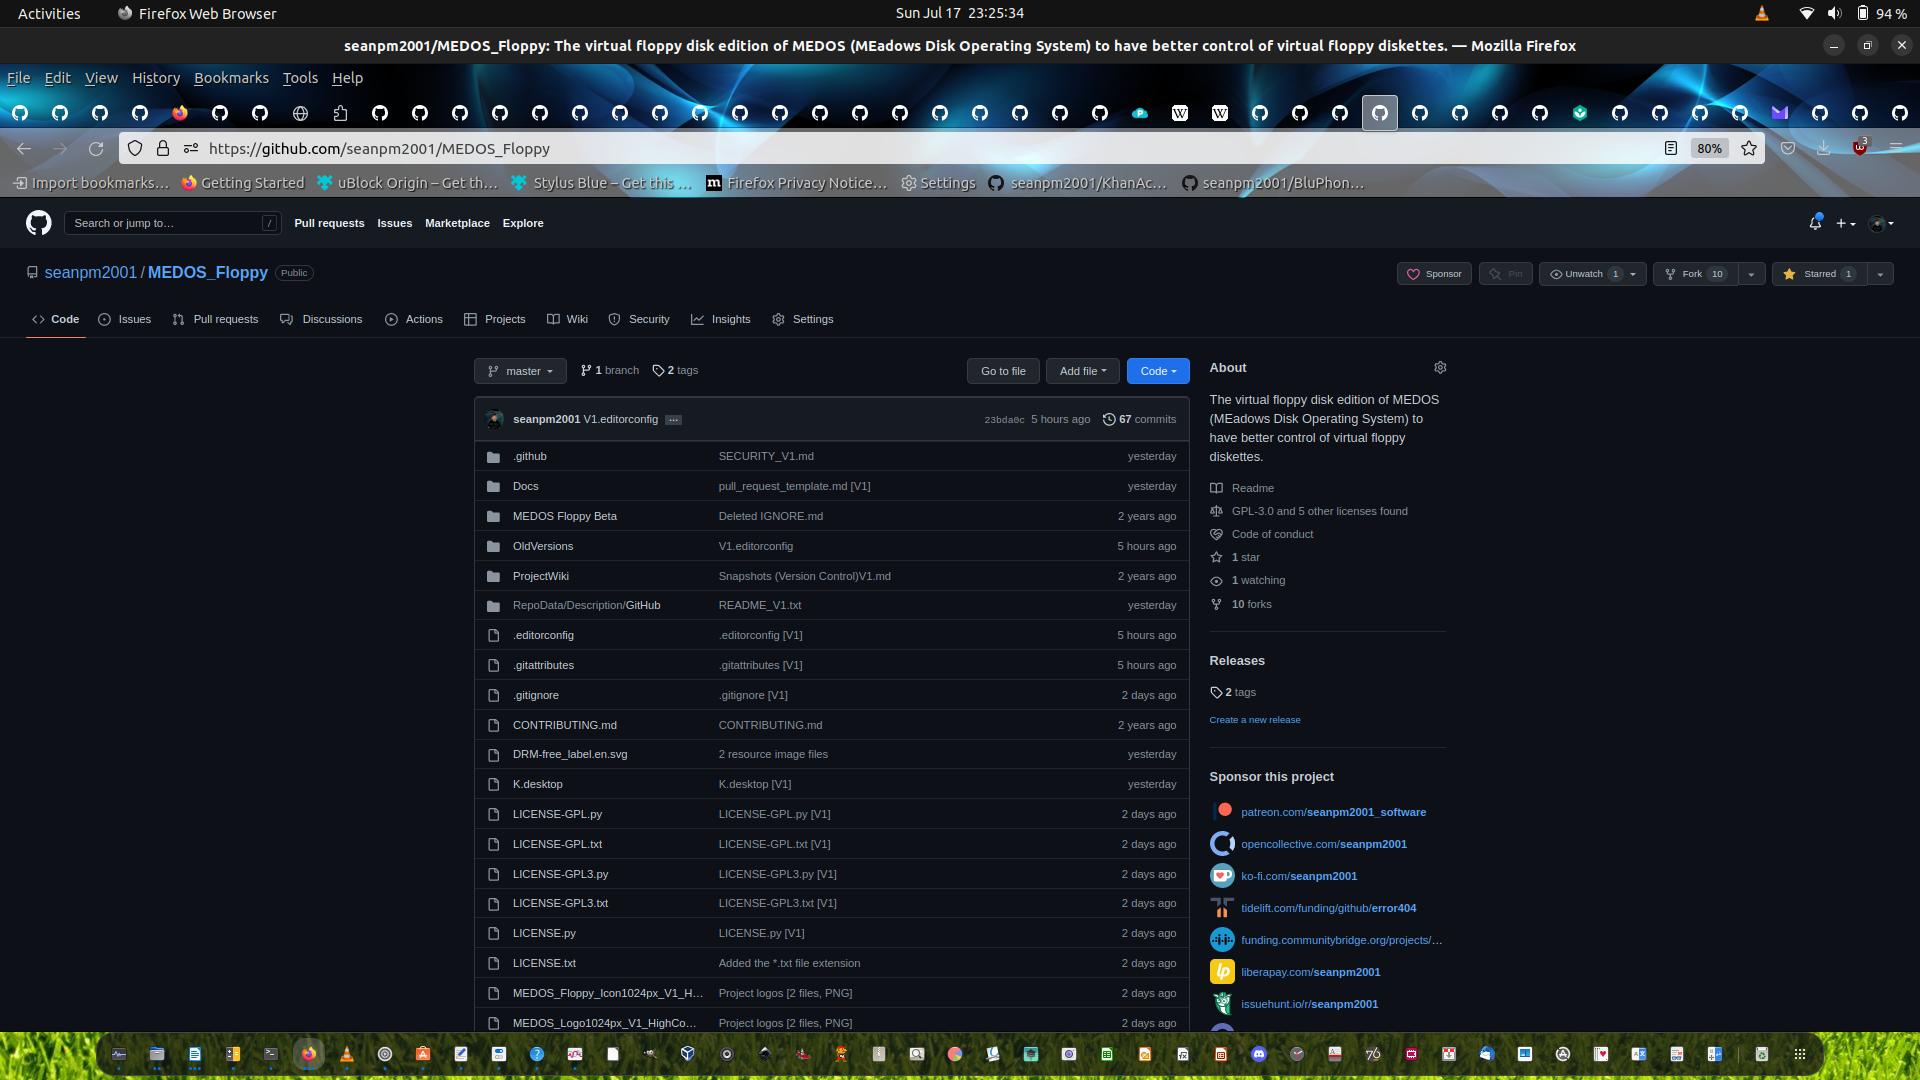 Activities Firefox Web Browser Sun Jul 17 23:25:34 94 %
seanpm2001/MEDOS_Floppy: The virtual floppy disk edition of MEDOS (MEadows Disk Operating System) to have better control of virtual floppy diskettes. — Mozilla Firefox
File Edit View History Bookmarks Tools Help
https://github.com/seanpm2001/MEDOS_Floppy 80% 3
Import bookmarks… Getting Started uBlock Origin – Get th… Stylus Blue – Get this … Firefox Privacy Notice… Settings seanpm2001/KhanAc… seanpm2001/BluPhon…
Search or jump to… / Pull requests Issues Marketplace Explore
seanpm2001 / MEDOS_Floppy Public Sponsor Pin Unwatch 1 Fork 10 Starred 1
Code Issues Pull requests Discussions Actions Projects Wiki Security Insights Settings
master 1 branch 2 tags Go to file Add file Code
seanpm2001 V1.editorconfig ... 23bda0c 5 hours ago 67 commits
.github SECURITY_V1.md yesterday
Docs pull_request_template.md [V1] yesterday
MEDOS Floppy Beta Deleted IGNORE.md 2 years ago
OldVersions V1.editorconfig 5 hours ago
ProjectWiki Snapshots (Version Control)V1.md 2 years ago
RepoData/Description/GitHub README_V1.txt yesterday
.editorconfig .editorconfig [V1] 5 hours ago
.gitattributes .gitattributes [V1] 5 hours ago
.gitignore .gitignore [V1] 2 days ago
CONTRIBUTING.md CONTRIBUTING.md 2 years ago
DRM-free_label.en.svg 2 resource image files yesterday
K.desktop K.desktop [V1] yesterday
LICENSE-GPL.py LICENSE-GPL.py [V1] 2 days ago
LICENSE-GPL.txt LICENSE-GPL.txt [V1] 2 days ago
LICENSE-GPL3.py LICENSE-GPL3.py [V1] 2 days ago
LICENSE-GPL3.txt LICENSE-GPL3.txt [V1] 2 days ago
LICENSE.py LICENSE.py [V1] 2 days ago
LICENSE.txt Added the *.txt file extension 2 days ago
MEDOS_Floppy_Icon1024px_V1_H… Project logos [2 files, PNG] 2 days ago
MEDOS_Logo1024px_V1_HighCo… Project logos [2 files, PNG] 2 days ago
About
The virtual floppy disk edition of MEDOS
(MEadows Disk Operating System) to
have better control of virtual floppy
diskettes.
Readme
GPL-3.0 and 5 other licenses found
Code of conduct
1 star
1 watching
10 forks
Releases
2 tags
Create a new release
Sponsor this project
patreon.com/seanpm2001_software
opencollective.com/seanpm2001
ko-fi.com/seanpm2001
tidelift.com/funding/github/error404
funding.communitybridge.org/projects/…
liberapay.com/seanpm2001
issuehunt.io/r/seanpm2001